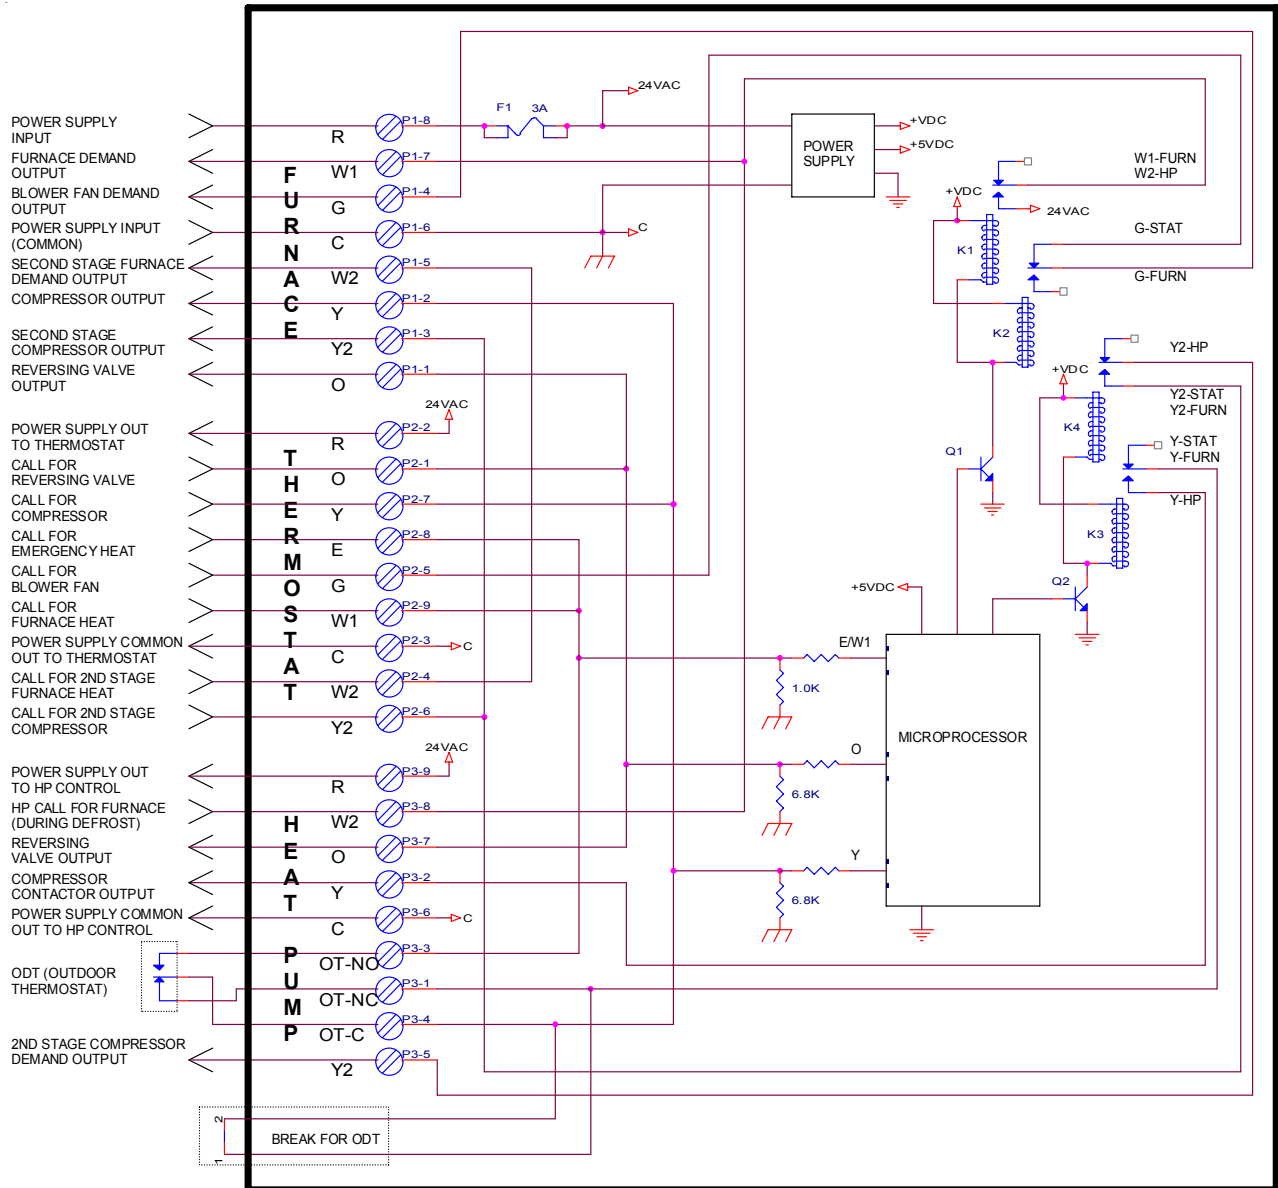 POWER SUPPLY
INPUT
R
P1-8
F1
3A
24VAC
FURNACE DEMAND
OUTPUT
W1
P1-7
BLOWER FAN DEMAND
OUTPUT
G
P1-4
POWER SUPPLY INPUT
(COMMON)
C
P1-6
C
SECOND STAGE FURNACE
DEMAND OUTPUT
W2
P1-5
COMPRESSOR OUTPUT
Y
P1-2
SECOND STAGE
COMPRESSOR OUTPUT
Y2
P1-3
REVERSING VALVE
OUTPUT
O
P1-1
FURNACE
POWER SUPPLY OUT
TO THERMOSTAT
R
P2-2
24VAC
CALL FOR
REVERSING VALVE
O
P2-1
CALL FOR
COMPRESSOR
Y
P2-7
CALL FOR
EMERGENCY HEAT
E
P2-8
CALL FOR
BLOWER FAN
G
P2-5
CALL FOR
FURNACE HEAT
W1
P2-9
POWER SUPPLY COMMON
OUT TO THERMOSTAT
C
P2-3
C
CALL FOR 2ND STAGE
FURNACE HEAT
W2
P2-4
CALL FOR 2ND STAGE
COMPRESSOR
Y2
P2-6
THERMOSTAT
POWER SUPPLY OUT
TO HP CONTROL
R
P3-9
24VAC
HP CALL FOR FURNACE
(DURING DEFROST)
W2
P3-8
REVERSING
VALVE OUTPUT
O
P3-7
COMPRESSOR
CONTACTOR OUTPUT
Y
P3-2
POWER SUPPLY COMMON
OUT TO HP CONTROL
C
P3-6
C
OT-NO
P3-3
ODT (OUTDOOR
THERMOSTAT)
OT-NC
P3-1
OT-C
P3-4
2ND STAGE COMPRESSOR
DEMAND OUTPUT
Y2
P3-5
HEAT PUMP
2
1
BREAK FOR ODT
POWER
SUPPLY
+VDC
+5VDC
W1-FURN
W2-HP
24VAC
+VDC
K1
G-STAT
G-FURN
K2
Y2-HP
Y2-STAT
Y2-FURN
+VDC
K4
Y-STAT
Y-FURN
Y-HP
K3
Q1
Q2
+5VDC
E/W1
1.0K
MICROPROCESSOR
O
6.8K
Y
6.8K